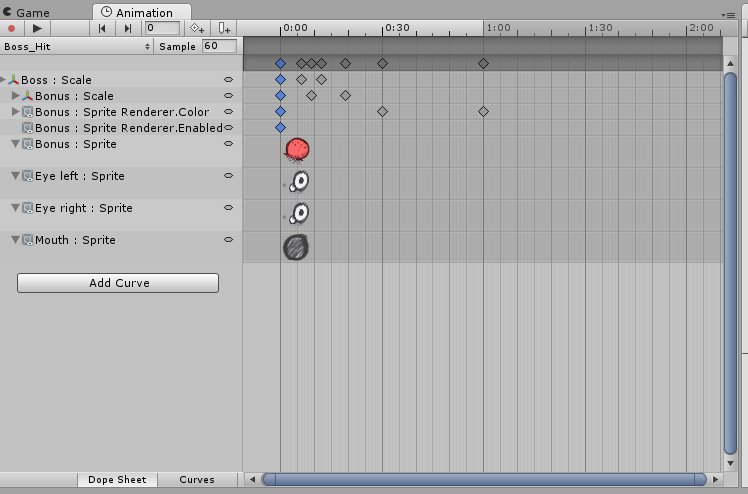 Game Animation
0 0:00 0:30 1:00 1:30 2:00
Boss_Hit Sample 60
Boss : Scale
Bonus : Scale
Bonus : Sprite Renderer.Color
Bonus : Sprite Renderer.Enabled
Bonus : Sprite
Eye left : Sprite
Eye right : Sprite
Mouth : Sprite
Add Curve
Dope Sheet Curves